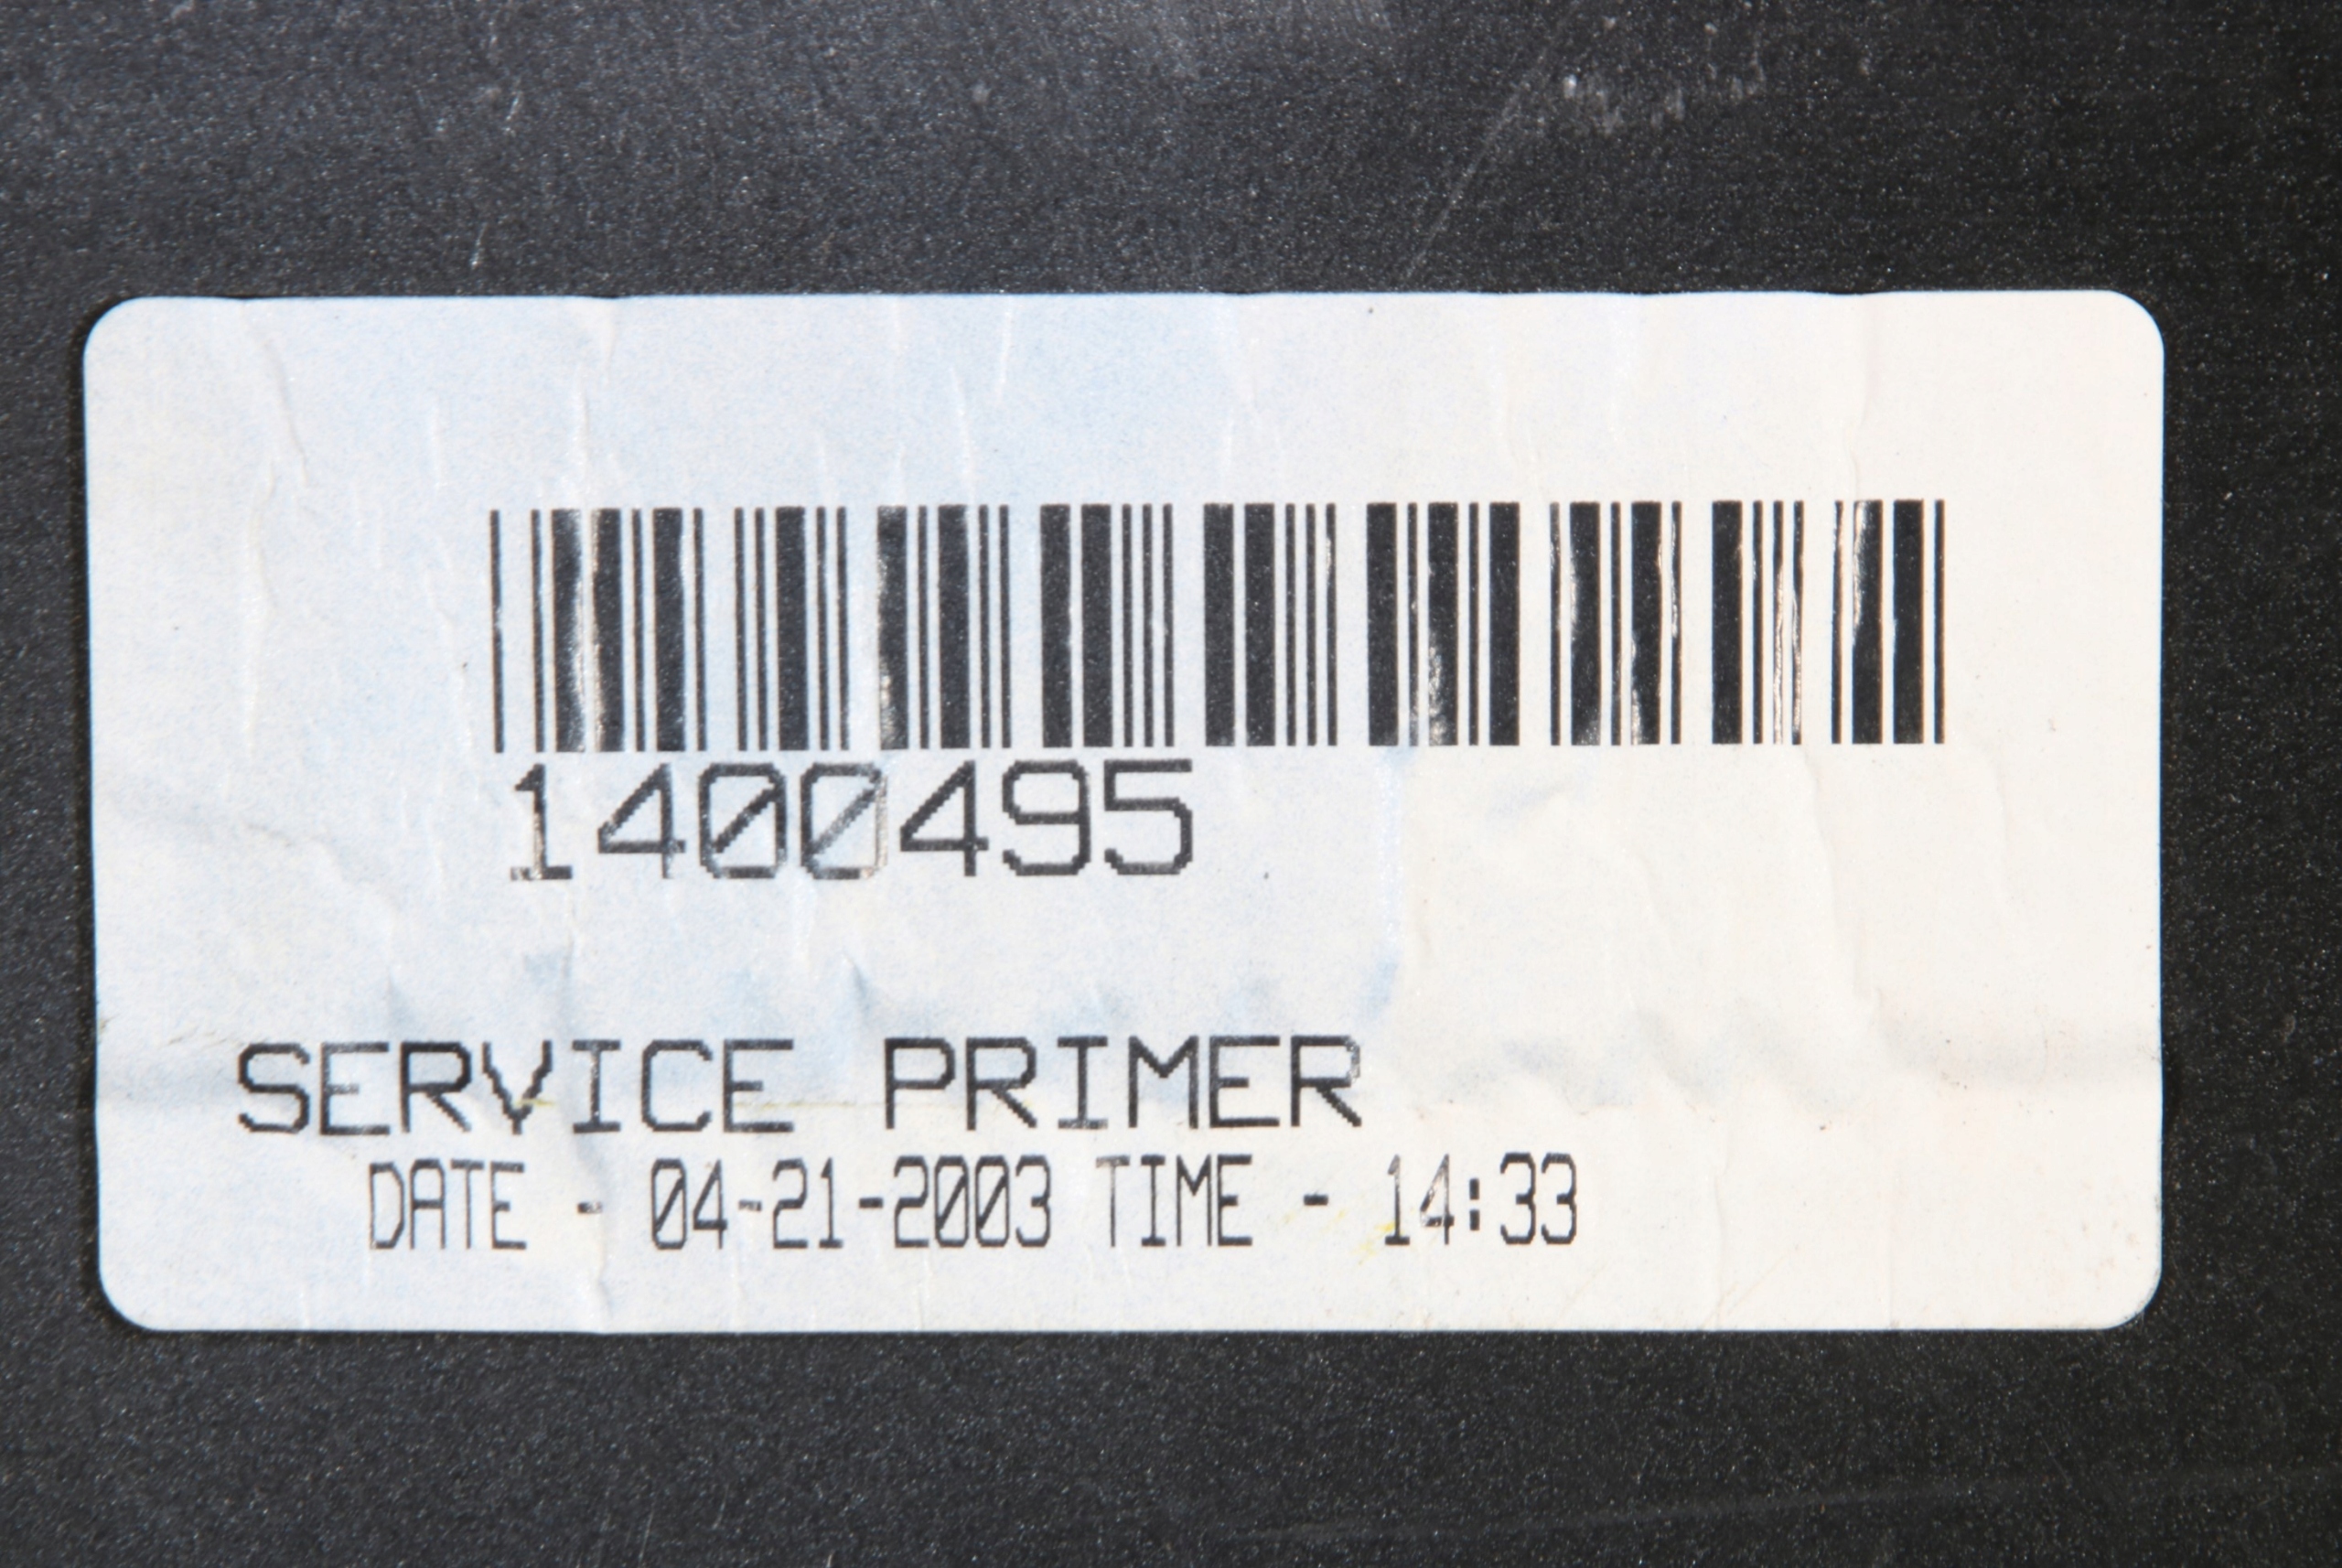 1400495
SERVICE PRIMER
DATE - 04-21-2003 TIME - 14:33